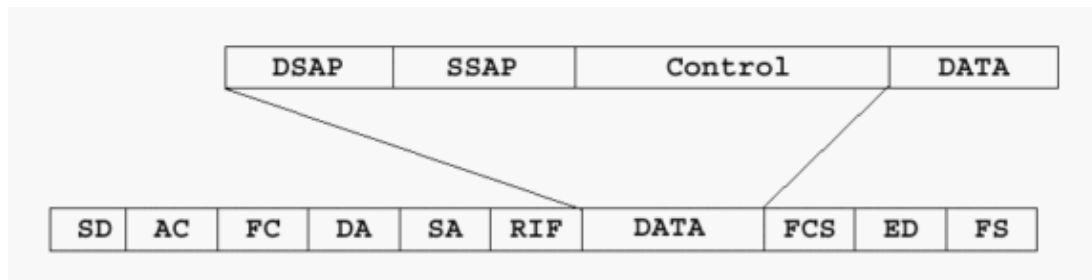 DSAP SSAP Control DATA
SD AC FC DA SA RIF DATA FCS ED FS